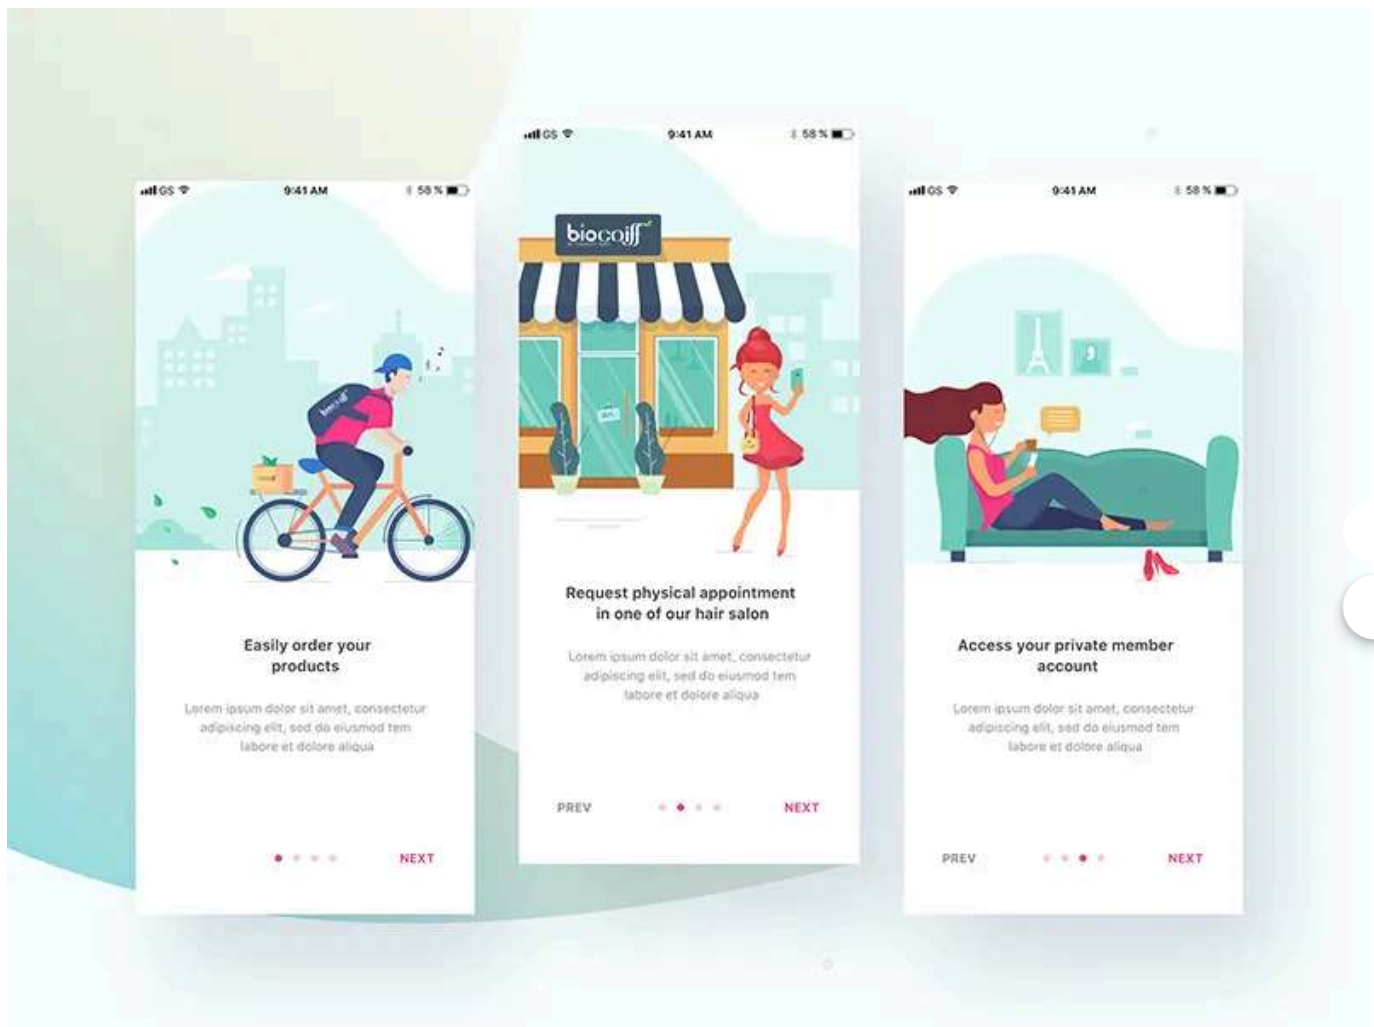 GS 9:41 AM 58 %
biocoiff
Easily order your
products
Lorem ipsum dolor sit amet, consectetur
adipiscing elit, sed do eiusmod tem
labore et dolore aliqua
NEXT
GS 9:41 AM 58 %
biocoiff
Request physical appointment
in one of our hair salon
Lorem ipsum dolor sit amet, consectetur
adipiscing elit, sed do eiusmod tem
labore et dolore aliqua
PREV NEXT
GS 9:41 AM 58 %
Access your private member
account
Lorem ipsum dolor sit amet, consectetur
adipiscing elit, sed do eiusmod tem
labore et dolore aliqua
PREV NEXT